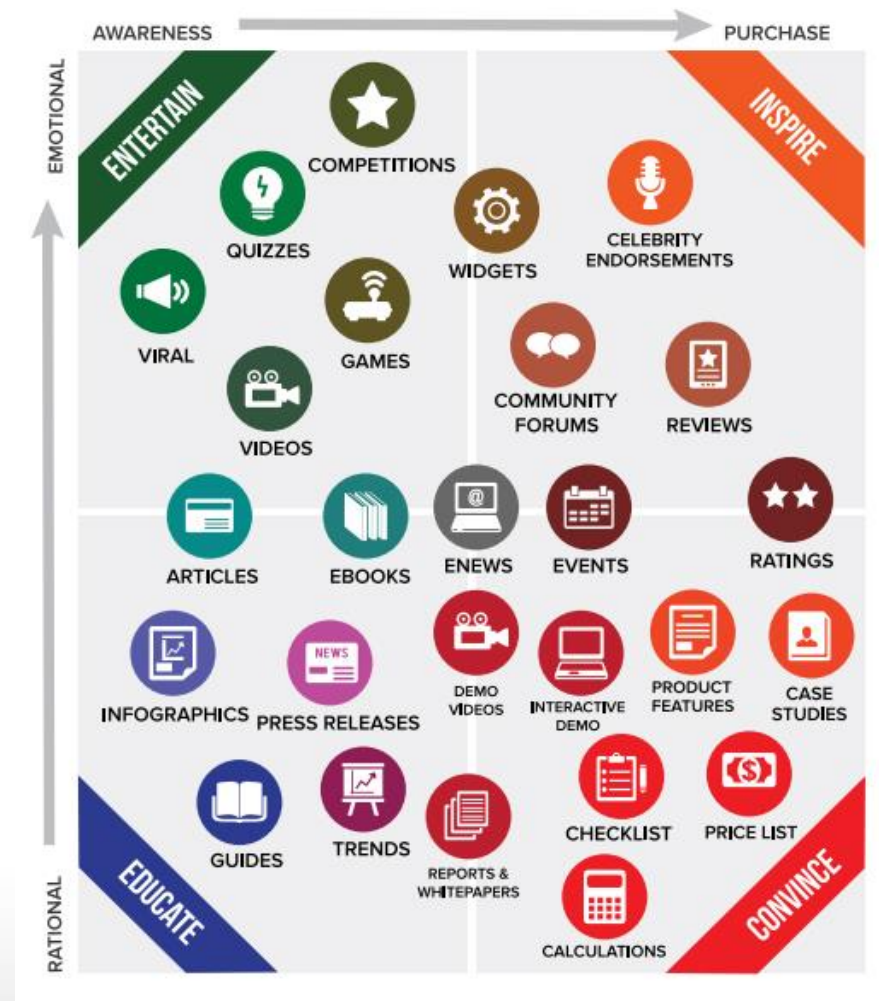 AWARENESS
PURCHASE
EMOTIONAL
ENTERTAIN
INSPIRE
COMPETITIONS
QUIZZES
WIDGETS
CELEBRITY
ENDORSEMENTS
VIRAL
GAMES
COMMUNITY
FORUMS
REVIEWS
VIDEOS
@
ARTICLES
EBOOKS
ENEWS
EVENTS
RATINGS
NEWS
INFOGRAPHICS
PRESS RELEASES
DEMO
VIDEOS
INTERACTIVE
DEMO
PRODUCT
FEATURES
CASE
STUDIES
$
GUIDES
TRENDS
REPORTS &
WHITEPAPERS
CHECKLIST
PRICE LIST
CALCULATIONS
EDUCATE
CONVINCE
RATIONAL